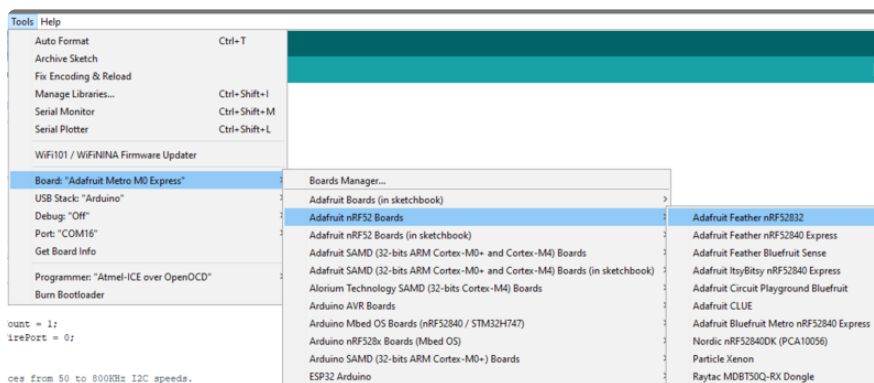 Tools Help
Auto Format Ctrl+T
Archive Sketch
Fix Encoding & Reload
Manage Libraries... Ctrl+Shift+I
Serial Monitor Ctrl+Shift+M
Serial Plotter Ctrl+Shift+L
WiFi101 / WiFiNINA Firmware Updater
Board: "Adafruit Metro M0 Express"
USB Stack: "Arduino"
Debug: "Off"
Port: "COM16"
Get Board Info
Programmer: "Atmel-ICE over OpenOCD"
Burn Bootloader
Boards Manager...
Adafruit Boards (in sketchbook)
Adafruit nRF52 Boards
Adafruit nRF52 Boards (in sketchbook)
Adafruit SAMD (32-bits ARM Cortex-M0+ and Cortex-M4) Boards
Adafruit SAMD (32-bits ARM Cortex-M0+ and Cortex-M4) Boards (in sketchbook)
Alorium Technology SAMD (32-bits Cortex-M4) Boards
Arduino AVR Boards
Arduino Mbed OS Boards (nRF52840 / STM32H747)
Arduino nRF528x Boards (Mbed OS)
Arduino SAMD (32-bits ARM Cortex-M0+) Boards
ESP32 Arduino
Adafruit Feather nRF52832
Adafruit Feather nRF52840 Express
Adafruit Feather Bluefruit Sense
Adafruit ItsyBitsy nRF52840 Express
Adafruit Circuit Playground Bluefruit
Adafruit CLUE
Adafruit Bluefruit Metro nRF52840 Express
Nordic nRF52840DK (PCA10056)
Particle Xenon
Raytac MDBT50Q-RX Dongle
ount = 1;
irePort = 0;
ces from 50 to 800KHz I2C speeds.